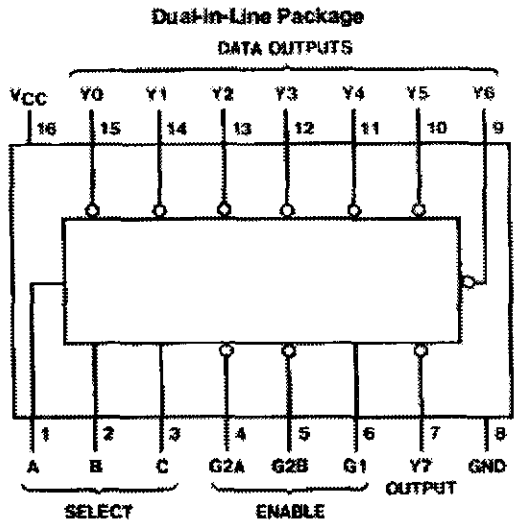 Dual-In-Line Package
DATA OUTPUTS
VCC Y0 Y1 Y2 Y3 Y4 Y5 Y6
16 15 14 13 12 11 10 9
1 2 3 4 5 6 7 8
A B C G2A G2B G1 Y7 GND
OUTPUT
SELECT ENABLE